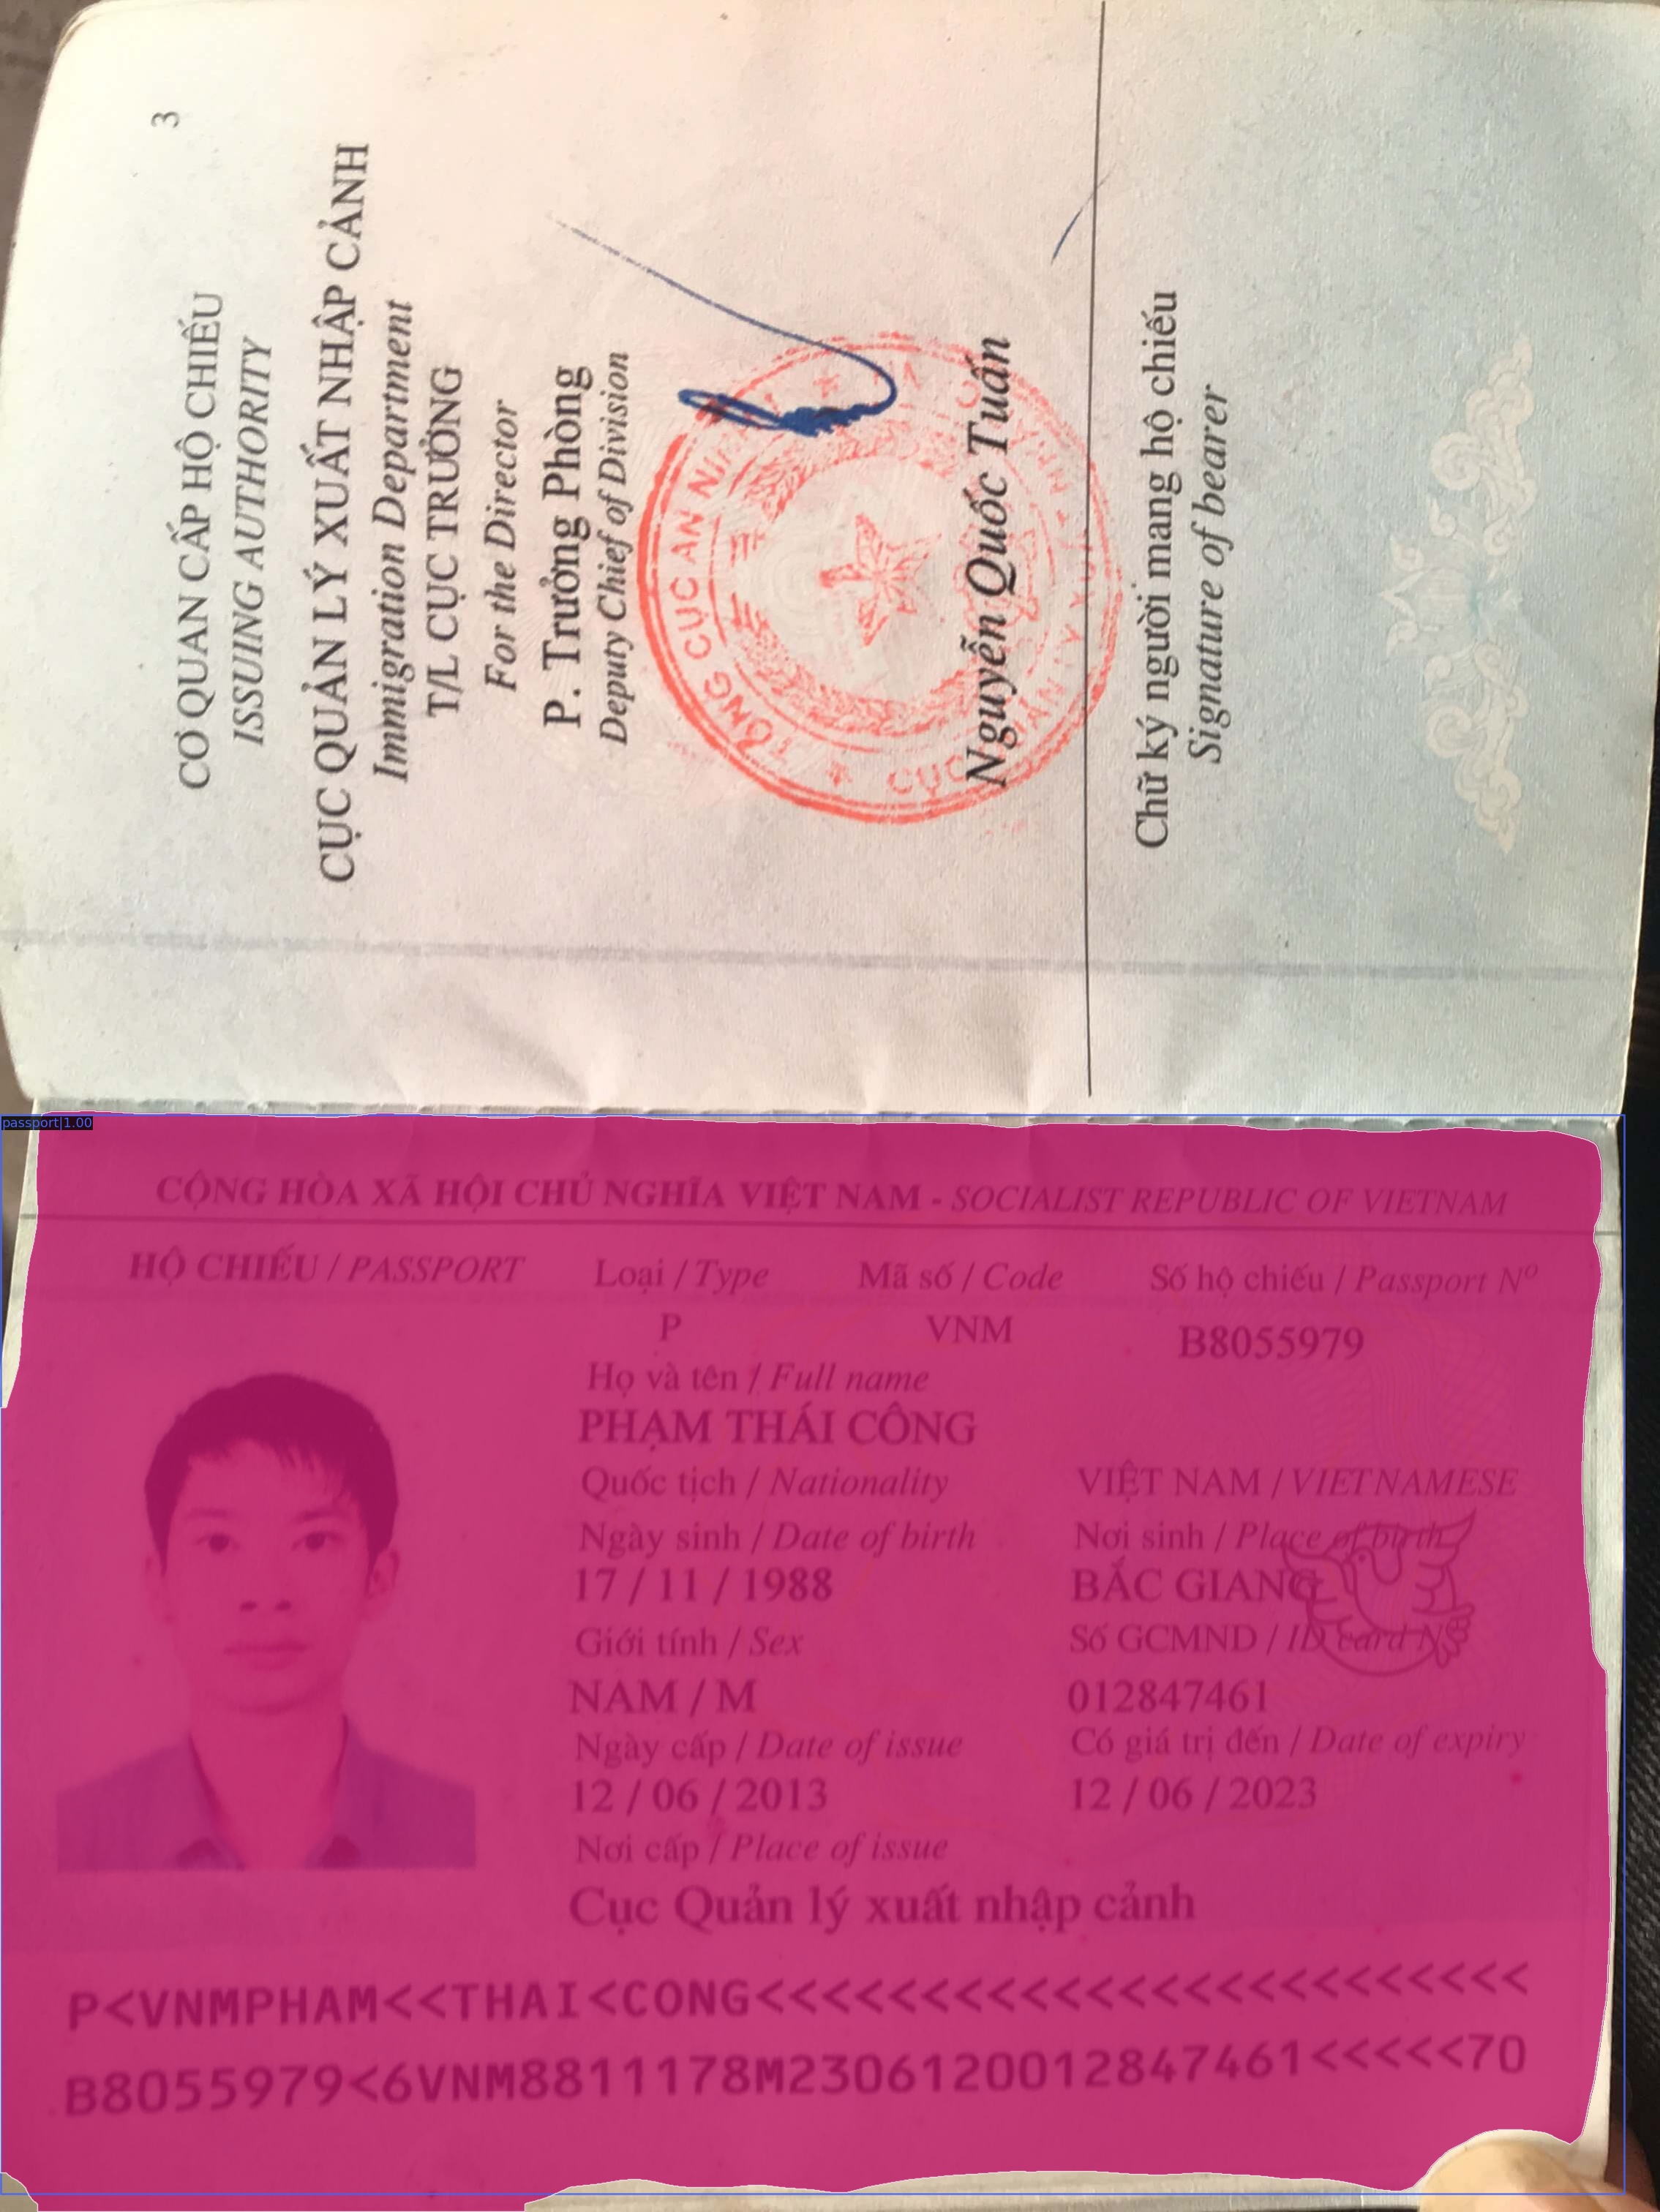 3
CƠ QUAN CẤP HỘ CHIẾU
ISSUING AUTHORITY
CỤC QUẢN LÝ XUẤT NHẬP CẢNH
Immigration Department
T/L CỤC TRƯỞNG
For the Director
P. Trưởng Phòng
Deputy Chief of Division
TỔNG CỤC AN NINH
Nguyễn Quốc Tuấn
Chữ ký người mang hộ chiếu
Signature of bearer
passport|1.00
CỘNG HÒA XÃ HỘI CHỦ NGHĨA VIỆT NAM - SOCIALIST REPUBLIC OF VIETNAM
HỘ CHIẾU / PASSPORT Loại / Type Mã số / Code Số hộ chiếu / Passport Nº
P VNM B8055979
Họ và tên / Full name
PHẠM THÁI CÔNG
Quốc tịch / Nationality VIỆT NAM / VIETNAMESE
Ngày sinh / Date of birth Nơi sinh / Place of birth
17 / 11 / 1988 BẮC GIANG
Giới tính / Sex Số GCMND / ID card Nº
NAM / M 012847461
Ngày cấp / Date of issue Có giá trị đến / Date of expiry
12 / 06 / 2013 12 / 06 / 2023
Nơi cấp / Place of issue
Cục Quản lý xuất nhập cảnh
P<VNMPHAM<<THAI<CONG<<<<<<<<<<<<<<<<<<<<<<<<
B8055979<6VNM8811178M2306120012847461<<<<<70